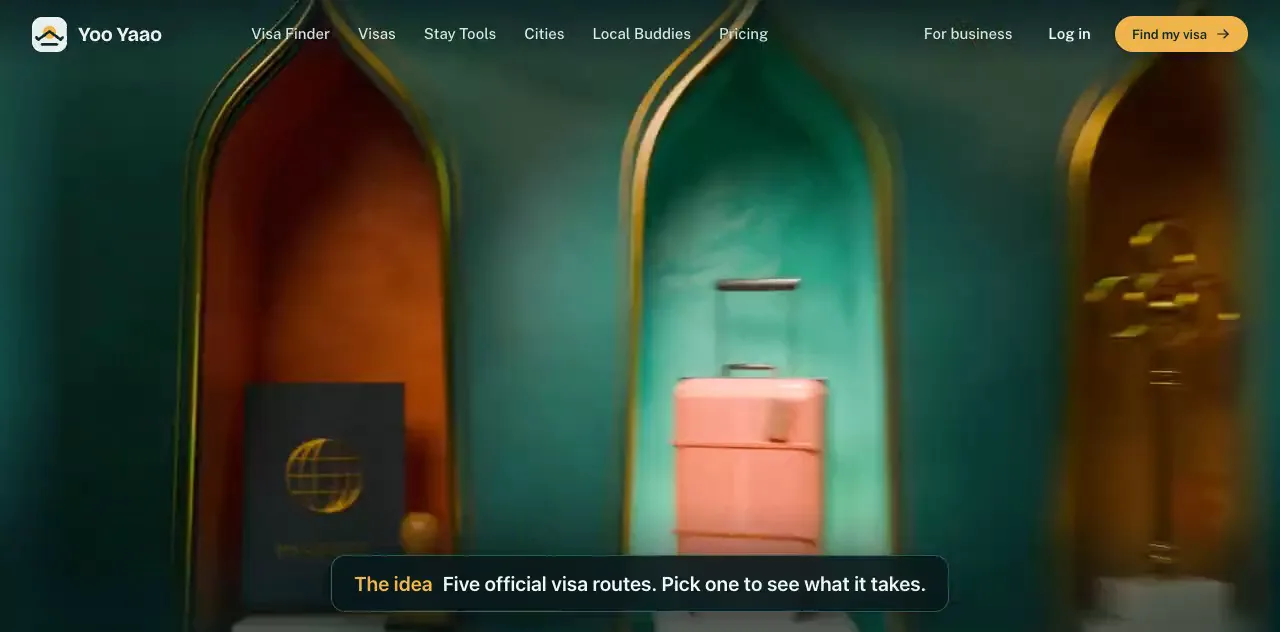 Yoo Yaao
Visa Finder
Visas
Stay Tools
Cities
Local Buddies
Pricing
For business
Log in
Find my visa →
The idea Five official visa routes. Pick one to see what it takes.